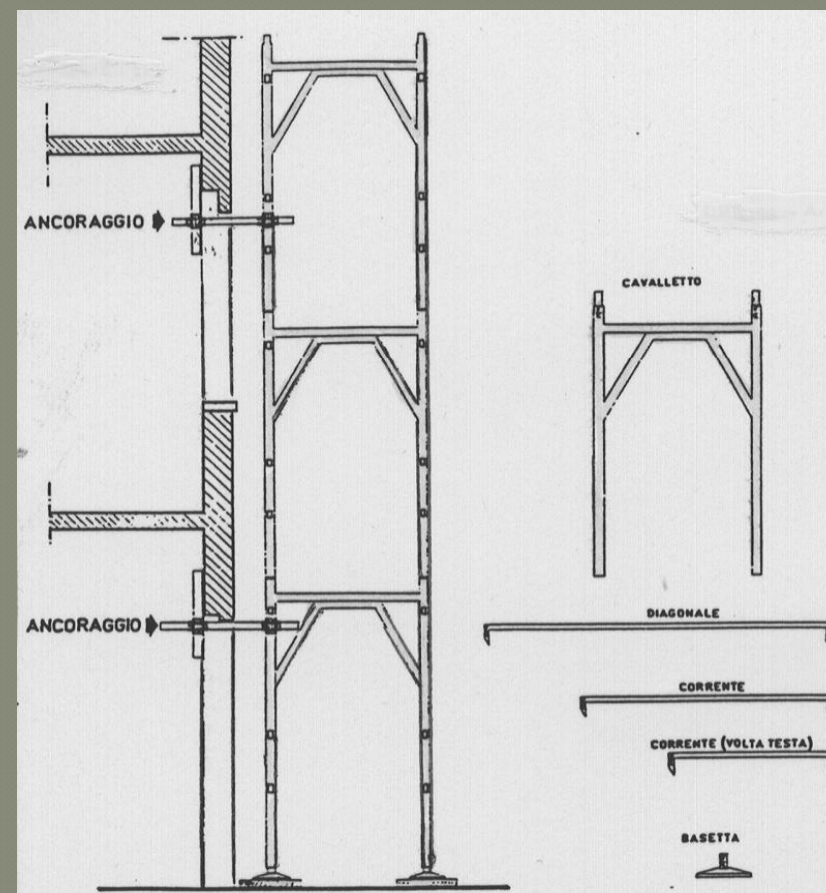 ANCORAGGIO
CAVALLETTO
ANCORAGGIO
DIAGONALE
CORRENTE
CORRENTE (VOLTA TESTA)
BASETTA